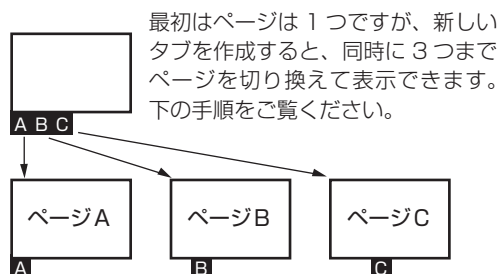 最初はページは 1 つですが、新しい
タブを作成すると、同時に 3 つまで
ページを切り換えて表示できます。
下の手順をご覧ください。
A B C
ページA
ページB
ページC
A
B
C